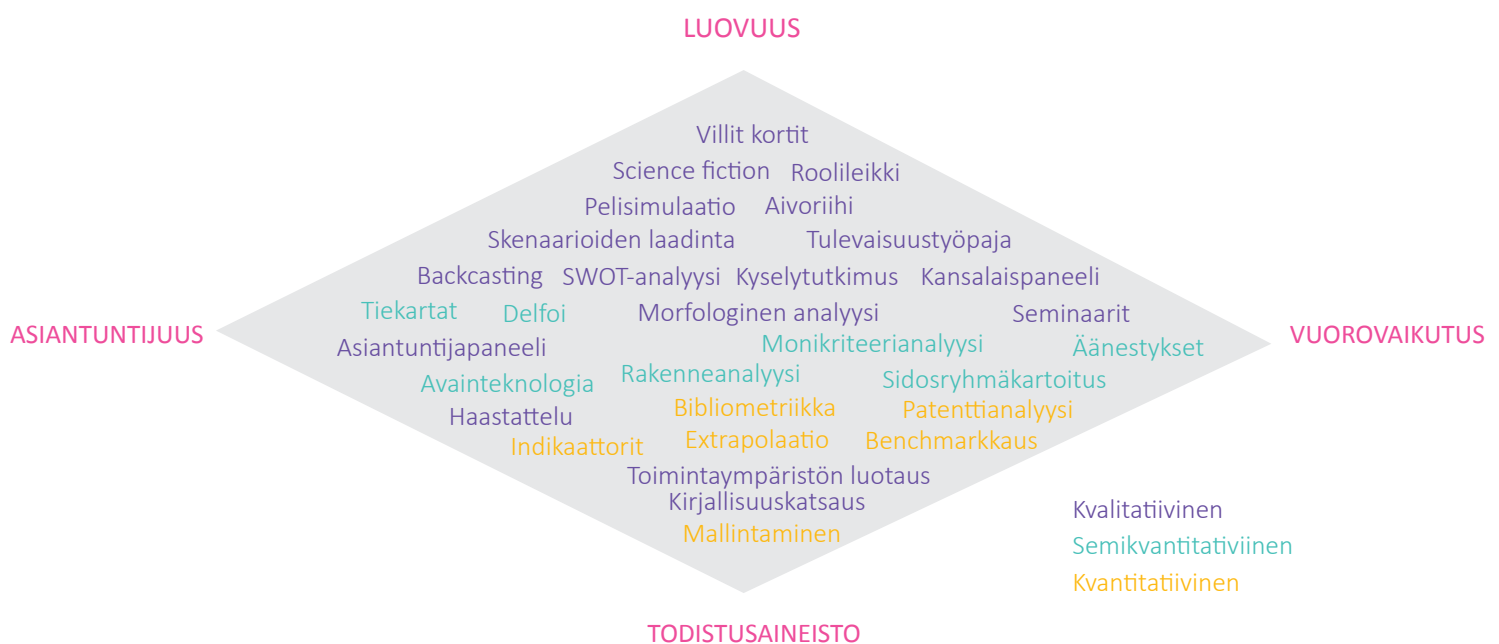 LUOVUUS
Villit kortit
Science fiction Roolileikki
Pelisimulaatio Aivoriihi
Skenaarioiden laadinta Tulevaisuustyöpaja
Backcasting SWOT-analyysi Kyselytutkimus Kansalaispaneeli
Tiekartat Delfoi Morfologinen analyysi Seminaarit
ASIANTUNTIJUUS VUOROVAIKUTUS
Asiantuntijapaneeli Monikriteerianalyysi Äänestykset
Avainteknologia Rakenneanalyysi Sidosryhmäkartoitus
Haastattelu Bibliometriikka Patenttianalyysi
Indikaattorit Extrapolaatio Benchmarkkaus
Toimintaympäristön luotaus
Kirjallisuuskatsaus
Mallintaminen
Kvalitatiivinen
Semikvantitativiinen
Kvantitatiivinen
TODISTUSAINEISTO